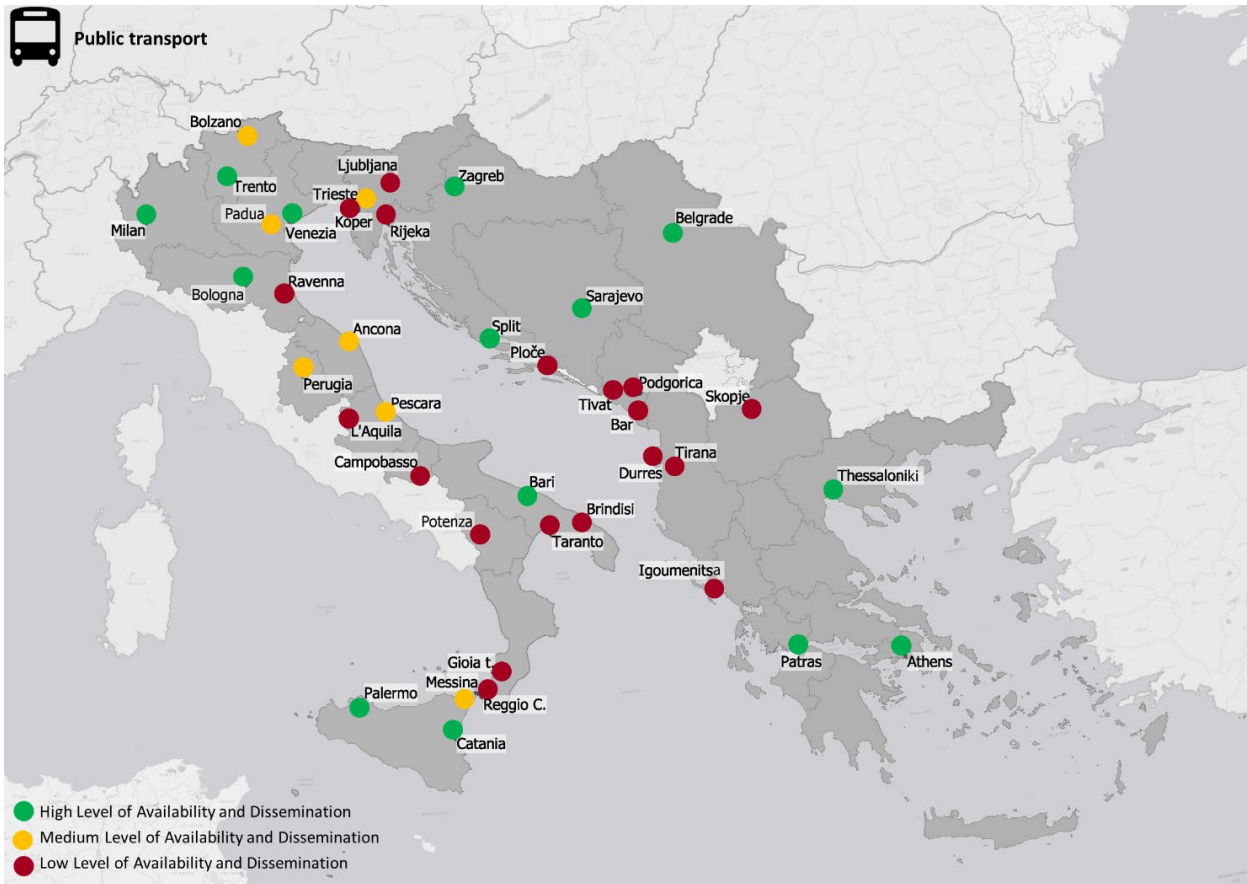 Public transport
Bolzano
Ljubljana
Zagreb
Trento
Trieste
Padua
Koper
Rijeka
Milan
Venezia
Belgrade
Ravenna
Bologna
Sarajevo
Ancona
Split
Ploče
Perugia
Podgorica
Pescara
Tivat
Skopje
L'Aquila
Bar
Campobasso
Tirana
Durres
Bari
Thessaloniki
Brindisi
Potenza
Taranto
Igoumenitsa
Patras
Athens
Gioia t.
Messina
Palermo
Reggio C.
Catania
High Level of Availability and Dissemination
Medium Level of Availability and Dissemination
Low Level of Availability and Dissemination